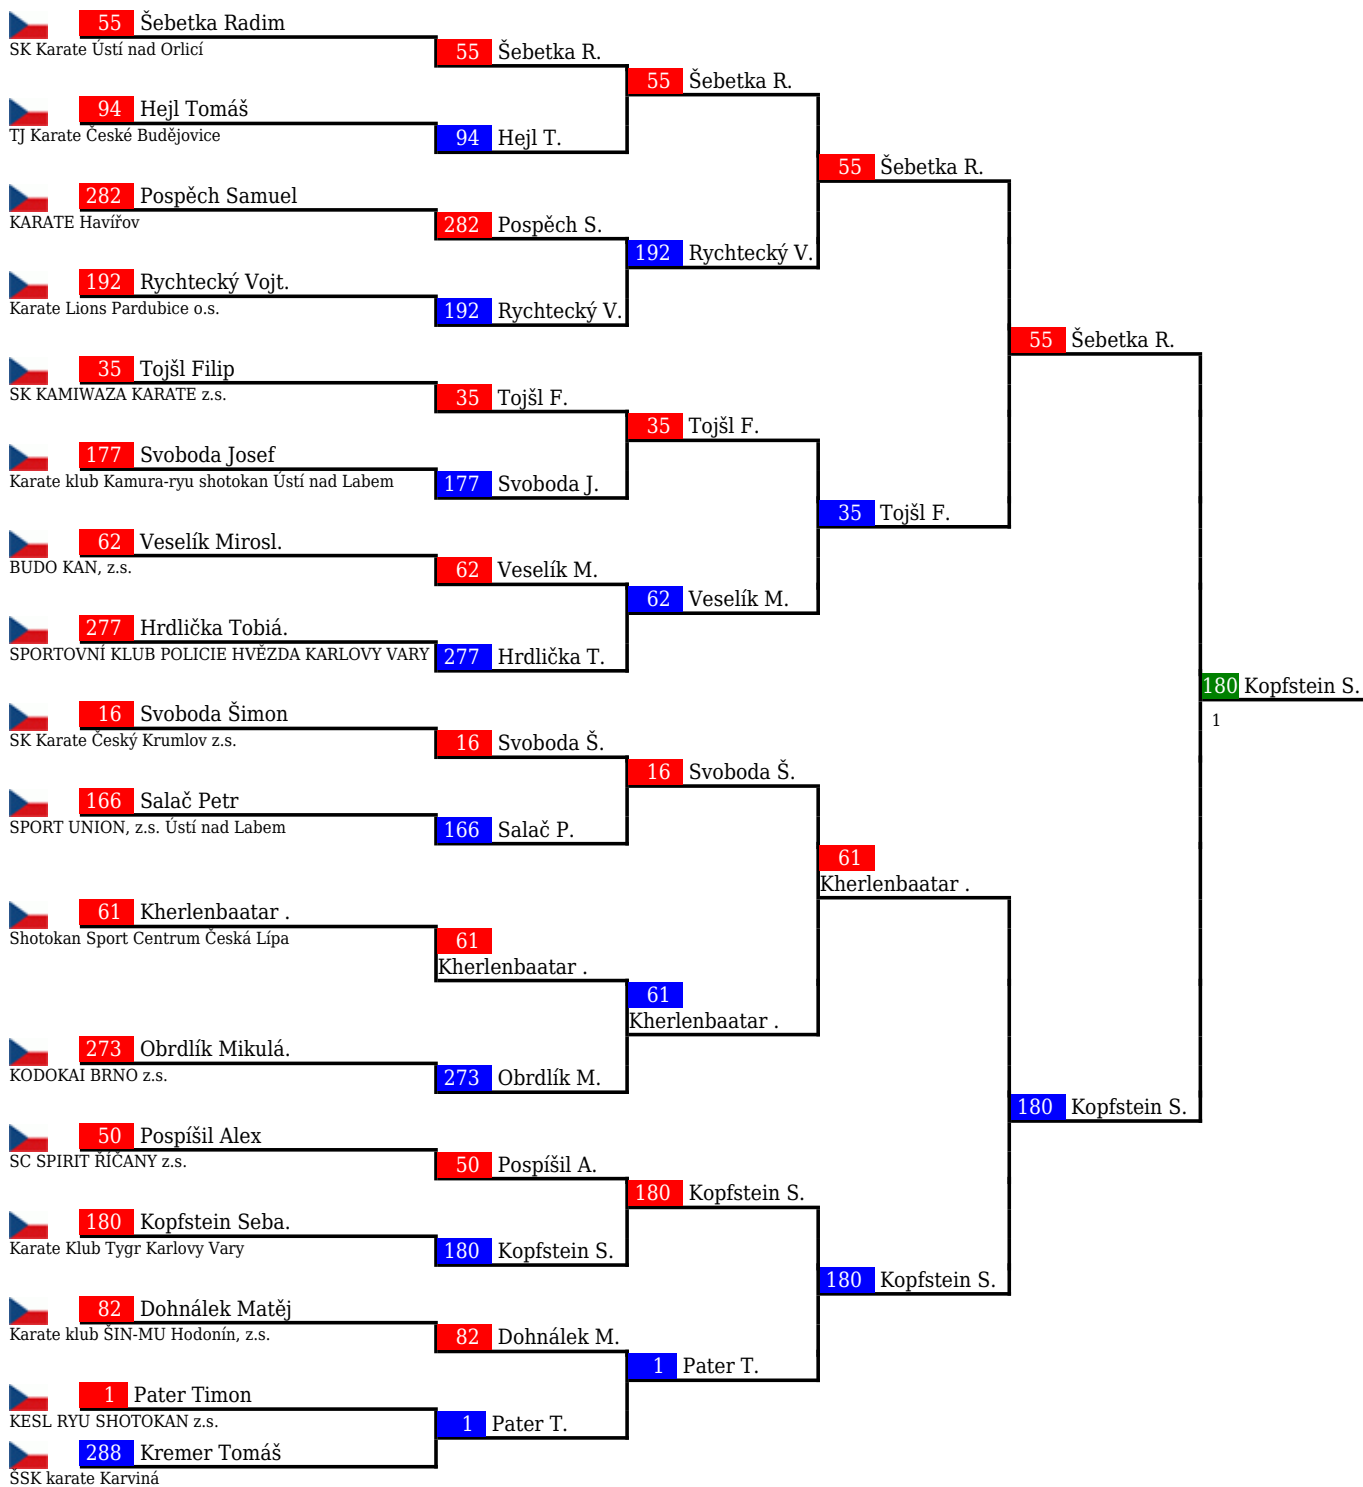 55 Šebetka Radim
SK Karate Ústí nad Orlicí
55 Šebetka R.
55 Šebetka R.
94 Hejl Tomáš
TJ Karate České Budějovice
94 Hejl T.
55 Šebetka R.
282 Pospěch Samuel
KARATE Havířov
282 Pospěch S.
192 Rychtecký V.
192 Rychtecký Vojt.
Karate Lions Pardubice o.s.
192 Rychtecký V.
55 Šebetka R.
35 Tojšl Filip
SK KAMIWAZA KARATE z.s.
35 Tojšl F.
35 Tojšl F.
177 Svoboda Josef
Karate klub Kamura-ryu shotokan Ústí nad Labem
177 Svoboda J.
35 Tojšl F.
62 Veselík Mirosl.
BUDO KAN, z.s.
62 Veselík M.
62 Veselík M.
277 Hrdlička Tobiá.
SPORTOVNÍ KLUB POLICIE HVĚZDA KARLOVY VARY
277 Hrdlička T.
180 Kopfstein S.
1
16 Svoboda Šimon
SK Karate Český Krumlov z.s.
16 Svoboda Š.
16 Svoboda Š.
166 Salač Petr
SPORT UNION, z.s. Ústí nad Labem
166 Salač P.
61
Kherlenbaatar .
61 Kherlenbaatar .
Shotokan Sport Centrum Česká Lípa
61
Kherlenbaatar .
61
Kherlenbaatar .
273 Obrdlík Mikulá.
KODOKAI BRNO z.s.
273 Obrdlík M.
180 Kopfstein S.
50 Pospíšil Alex
SC SPIRIT ŘÍČANY z.s.
50 Pospíšil A.
180 Kopfstein S.
180 Kopfstein Seba.
Karate Klub Tygr Karlovy Vary
180 Kopfstein S.
180 Kopfstein S.
82 Dohnálek Matěj
Karate klub ŠIN-MU Hodonín, z.s.
82 Dohnálek M.
1 Pater T.
1 Pater Timon
KESL RYU SHOTOKAN z.s.
1 Pater T.
288 Kremer Tomáš
ŠSK karate Karviná